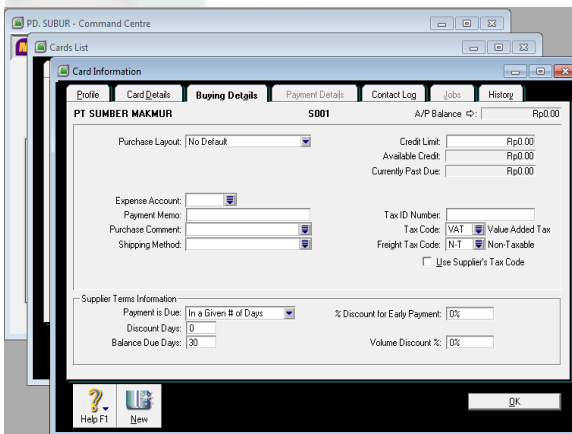 PD. SUBUR - Command Centre
Cards List
Card Information
Profile Card Details Buying Details Payment Details Contact Log Jobs History
PT SUMBER MAKMUR S001 A/P Balance ⇨: Rp0.00
Purchase Layout: No Default Credit Limit: Rp0.00
Available Credit: Rp0.00
Currently Past Due: Rp0.00
Expense Account:
Payment Memo: Tax ID Number:
Purchase Comment: Tax Code: VAT Value Added Tax
Shipping Method: Freight Tax Code: N-T Non-Taxable
Use Supplier's Tax Code
Supplier Terms Information
Payment is Due: In a Given # of Days % Discount for Early Payment: 0%
Discount Days: 0
Balance Due Days: 30 Volume Discount %: 0%
Help F1 New OK